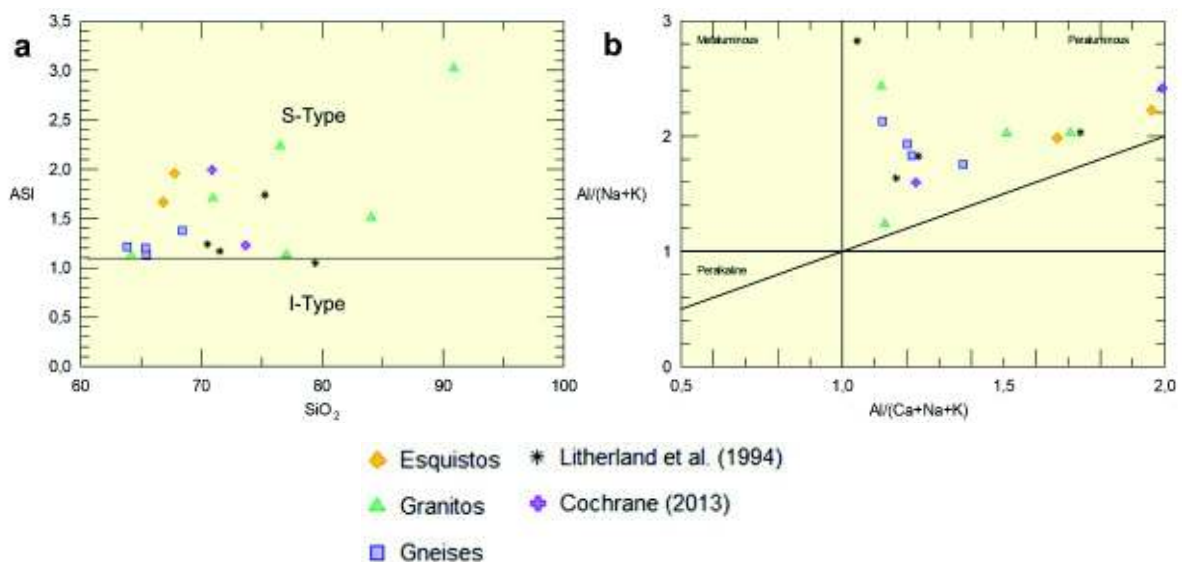 a
3,5
3,0
2,5
2,0
1,5
1,0
0,5
0,0
ASI
S-Type
I-Type
60
70
80
90
100
SiO₂
b
3
2
1
0
Al/(Na+K)
Metaluminous
Peraluminous
Peralkaline
0,5
1,0
1,5
2,0
Al/(Ca+Na+K)
Esquistos
Granitos
Gneises
Litherland et al. (1994)
Cochrane (2013)